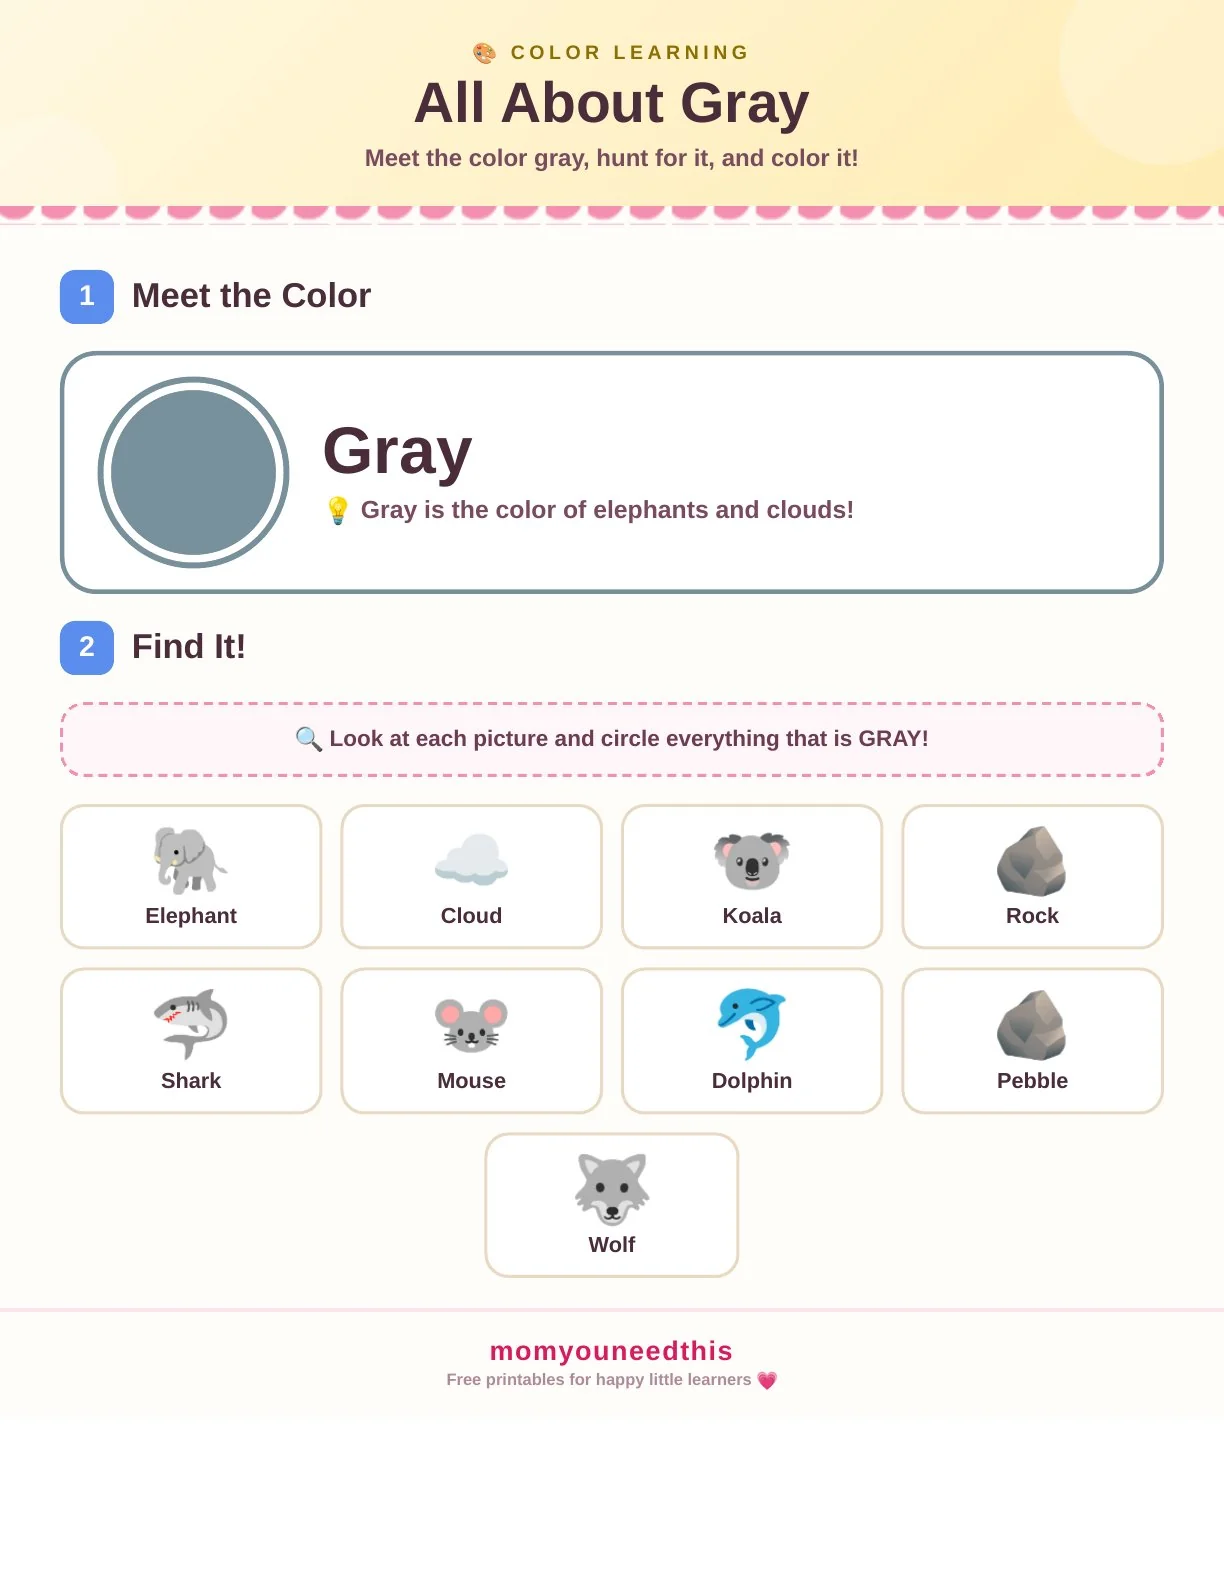 🎨 COLOR LEARNING
All About Gray
Meet the color gray, hunt for it, and color it!
1 Meet the Color
Gray
💡 Gray is the color of elephants and clouds!
2 Find It!
🔍 Look at each picture and circle everything that is GRAY!
Elephant Cloud Koala Rock
Shark Mouse Dolphin Pebble
Wolf
momyouneedthis
Free printables for happy little learners 💗